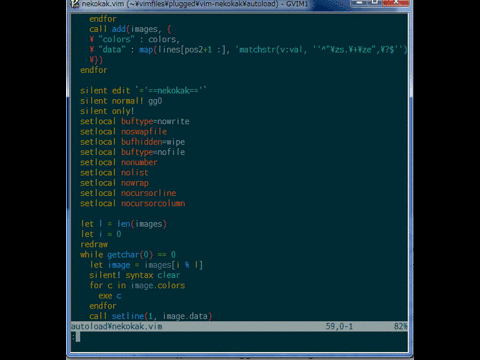 nekokak.vim (~¥vimfiles¥plugged¥vim-nekokak¥autoload) - GVIM1
endfor
call add(images, {
¥ "colors" : colors,
¥ "data" : map(lines[pos2+1 :], 'matchstr(v:val, ''^"¥zs.¥+¥ze",¥?$'')')
¥})
endfor
silent edit `='==nekokak=='`
silent normal! gg0
silent only!
setlocal buftype=nowrite
setlocal noswapfile
setlocal bufhidden=wipe
setlocal buftype=nofile
setlocal nonumber
setlocal nolist
setlocal nowrap
setlocal nocursorline
setlocal nocursorcolumn
let l = len(images)
let i = 0
redraw
while getchar(0) == 0
let image = images[i % l]
silent! syntax clear
for c in image.colors
exe c
endfor
call setline(1, image.data)
autoload¥nekokak.vim 59,0-1 82%
: